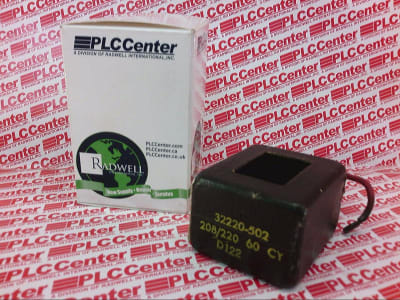 PLCCenter
A DIVISION OF RADWELL INTERNATIONAL, INC.
PLCCenter.com
PLCCenter.ca
PLCCenter.co.uk
RADWELL
32220-502
208/220 60 CY
D122